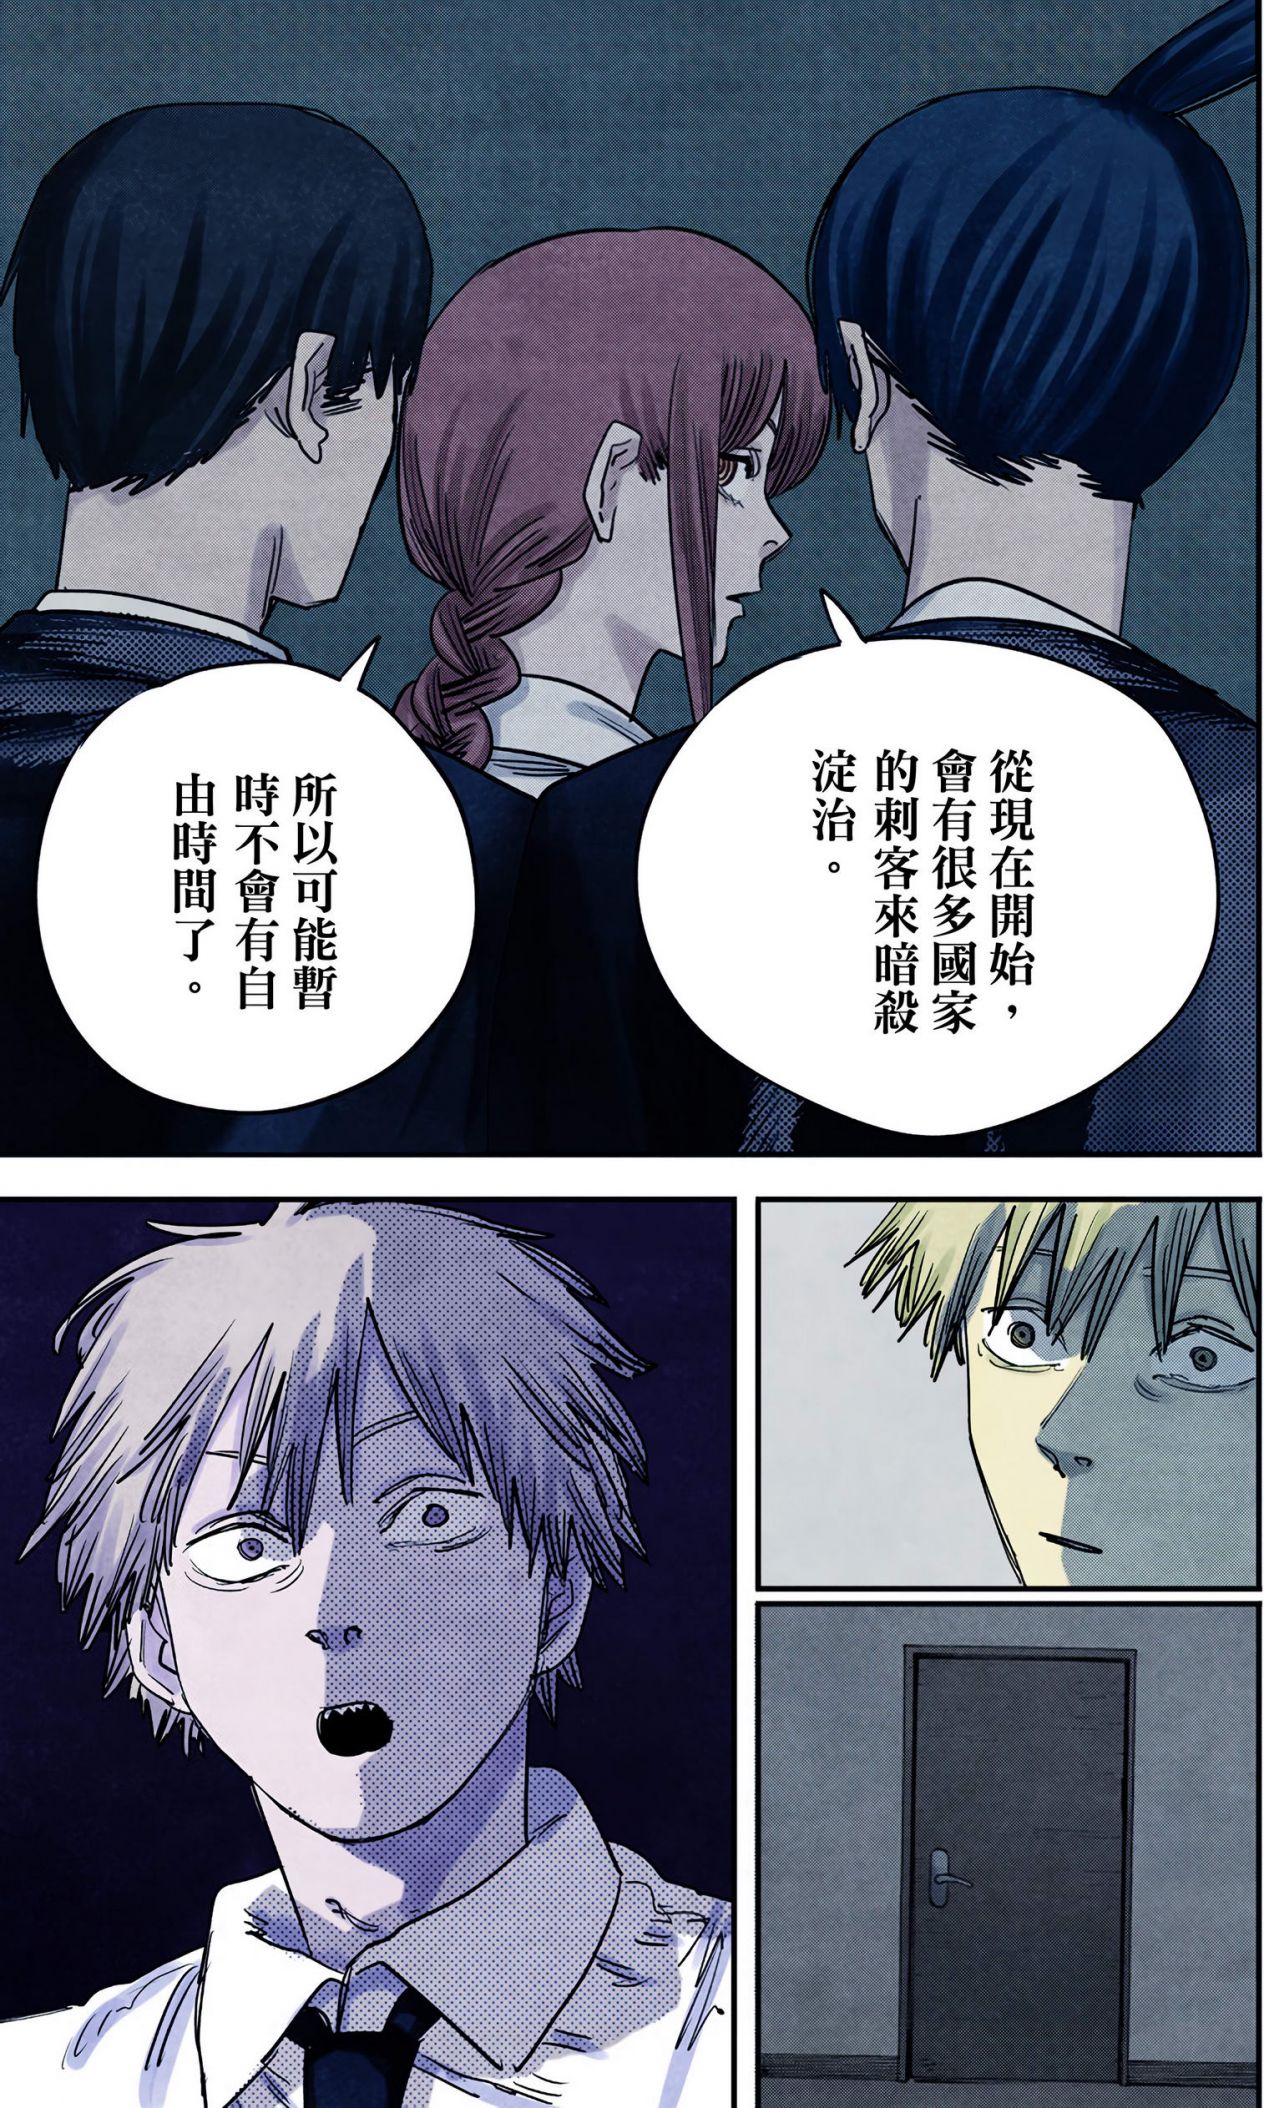 從現在開始，
會有很多國家
的刺客來暗殺
淀治。
所以可能暫
時不會有自
由時間了。